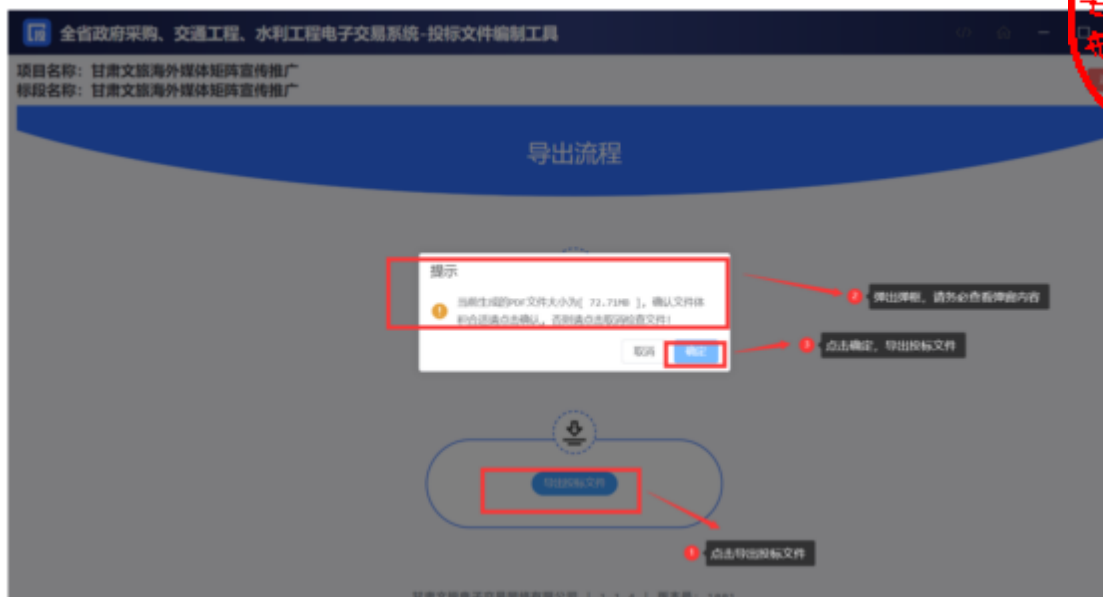 投 全省政府采购、交通工程、水利工程电子交易系统-投标文件编制工具
项目名称：甘肃文旅海外媒体矩阵宣传推广
标段名称：甘肃文旅海外媒体矩阵宣传推广
导出流程
提示
当前生成的PDF文件大小为[ 72.71MB ]，确认文件体
积合适请点击确认，否则请点击取消检查文件！
取消 确定
2 弹出弹框，请务必查看弹窗内容
3 点击确定，导出投标文件
导出投标文件
1 点击导出投标文件